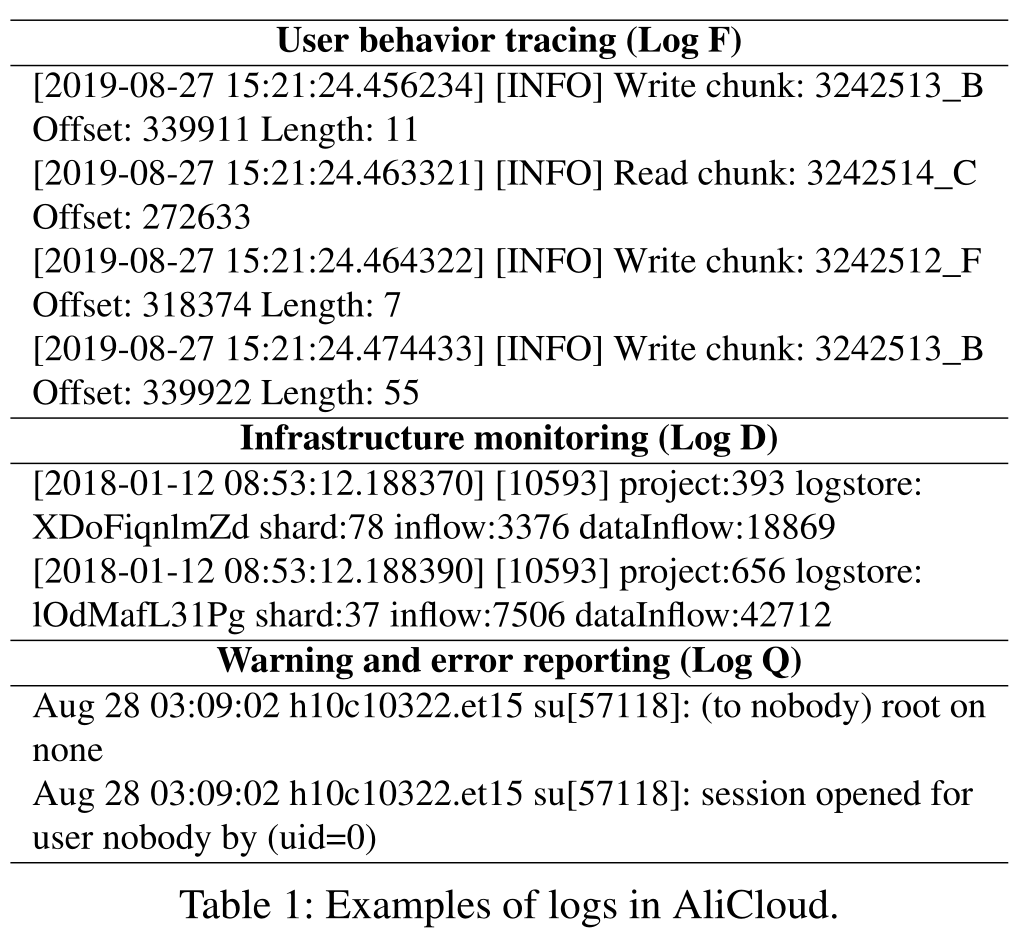 User behavior tracing (Log F)
[2019-08-27 15:21:24.456234] [INFO] Write chunk: 3242513_B
Offset: 339911 Length: 11
[2019-08-27 15:21:24.463321] [INFO] Read chunk: 3242514_C
Offset: 272633
[2019-08-27 15:21:24.464322] [INFO] Write chunk: 3242512_F
Offset: 318374 Length: 7
[2019-08-27 15:21:24.474433] [INFO] Write chunk: 3242513_B
Offset: 339922 Length: 55
Infrastructure monitoring (Log D)
[2018-01-12 08:53:12.188370] [10593] project:393 logstore:
XDoFiqnlmZd shard:78 inflow:3376 dataInflow:18869
[2018-01-12 08:53:12.188390] [10593] project:656 logstore:
lOdMafL31Pg shard:37 inflow:7506 dataInflow:42712
Warning and error reporting (Log Q)
Aug 28 03:09:02 h10c10322.et15 su[57118]: (to nobody) root on
none
Aug 28 03:09:02 h10c10322.et15 su[57118]: session opened for
user nobody by (uid=0)
Table 1: Examples of logs in AliCloud.